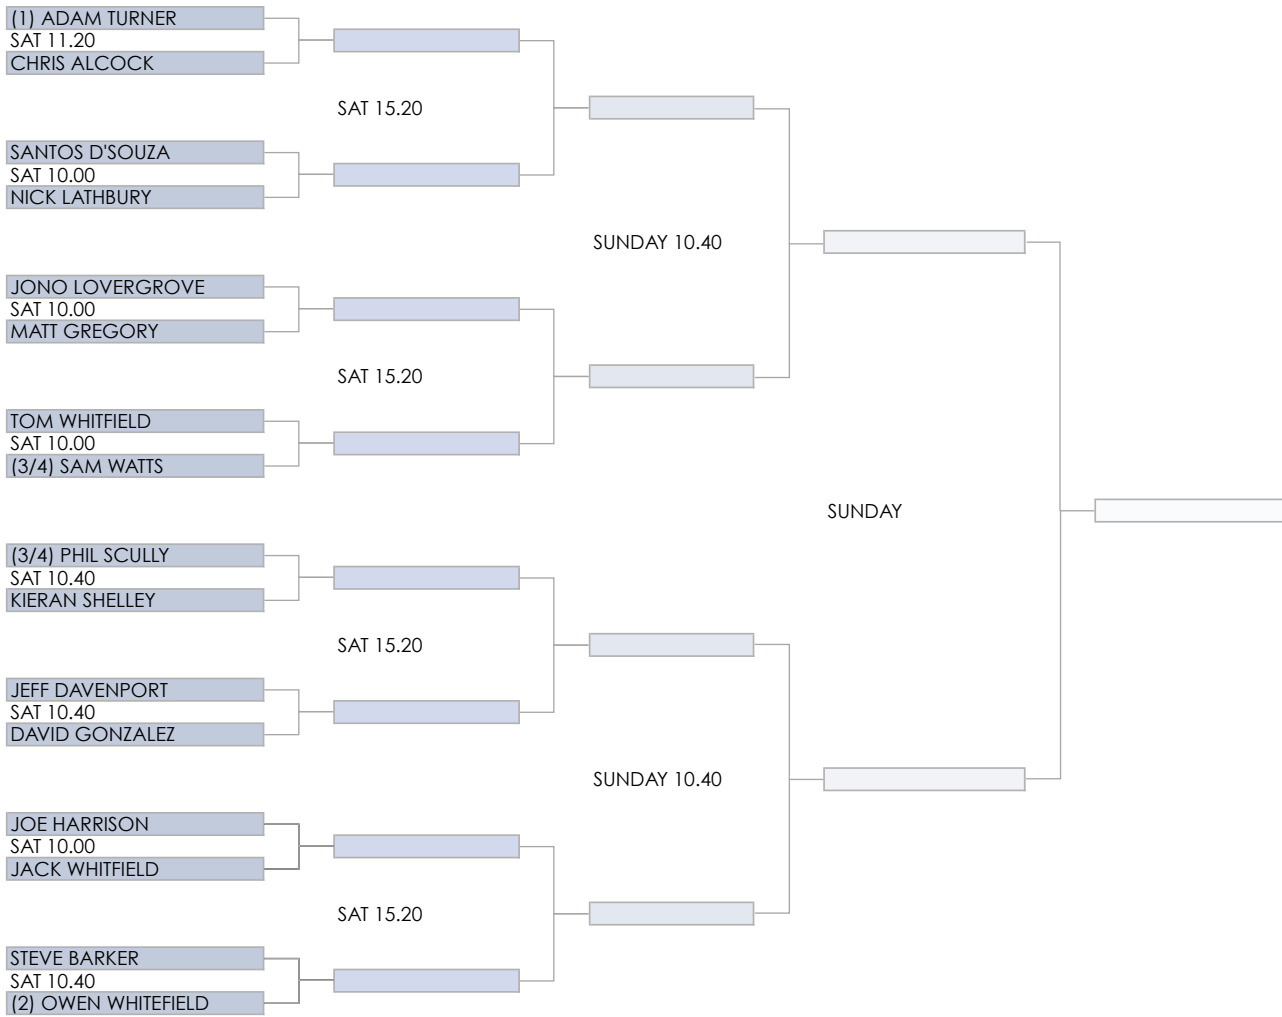 (1) ADAM TURNER
SAT 11.20
CHRIS ALCOCK
SAT 15.20
SANTOS D'SOUZA
SAT 10.00
NICK LATHBURY
SUNDAY 10.40
JONO LOVERGROVE
SAT 10.00
MATT GREGORY
SAT 15.20
TOM WHITFIELD
SAT 10.00
(3/4) SAM WATTS
SUNDAY
(3/4) PHIL SCULLY
SAT 10.40
KIERAN SHELLEY
SAT 15.20
JEFF DAVENPORT
SAT 10.40
DAVID GONZALEZ
SUNDAY 10.40
JOE HARRISON
SAT 10.00
JACK WHITFIELD
SAT 15.20
STEVE BARKER
SAT 10.40
(2) OWEN WHITEFIELD